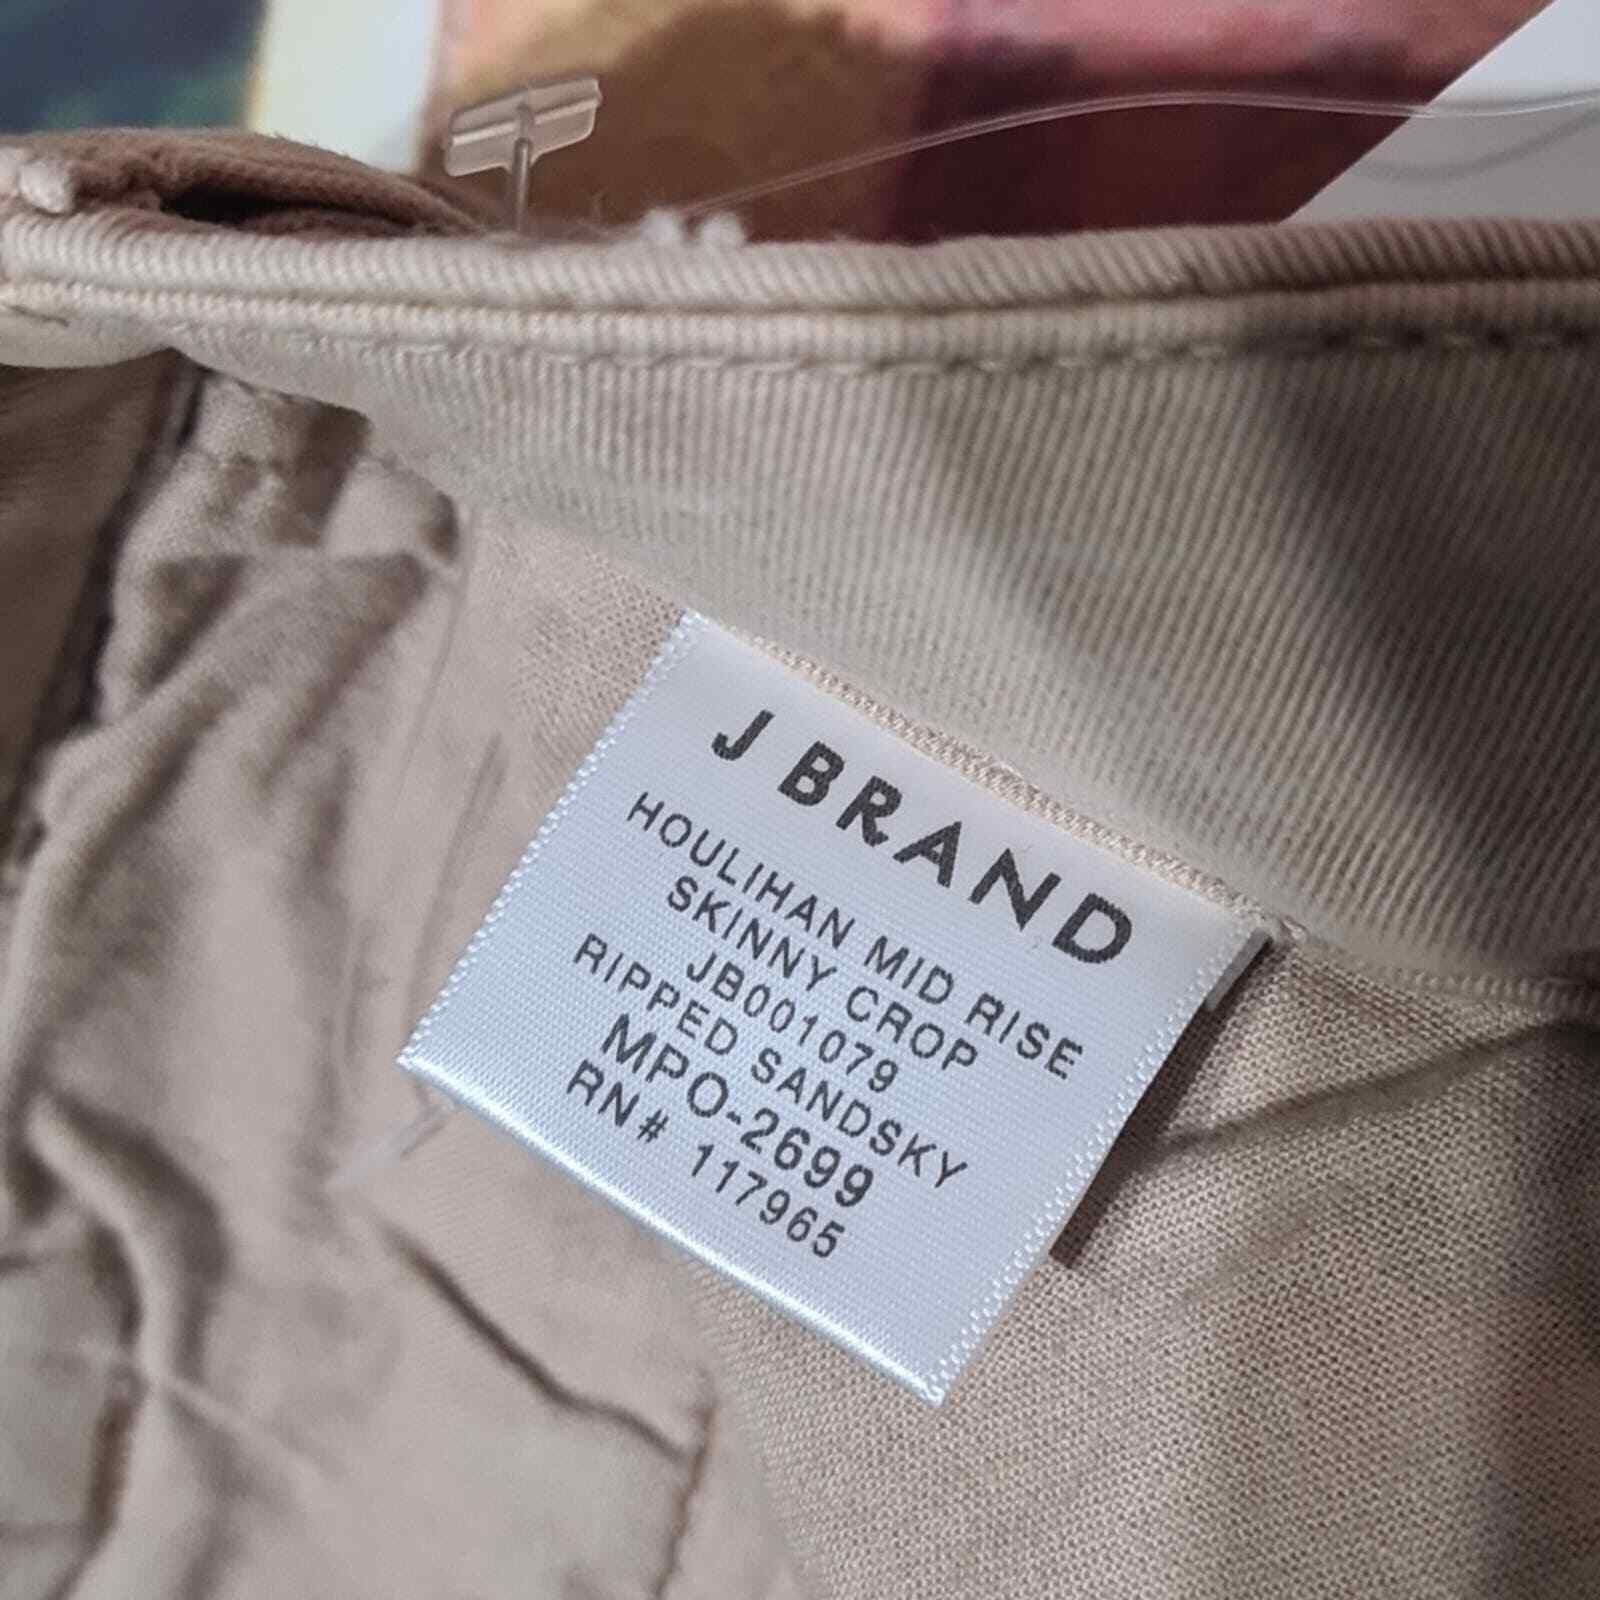 J BRAND
HOULIHAN MID RISE
SKINNY CROP
JB001079
RIPPED SANDSKY
MPO-2699
RN# 117965